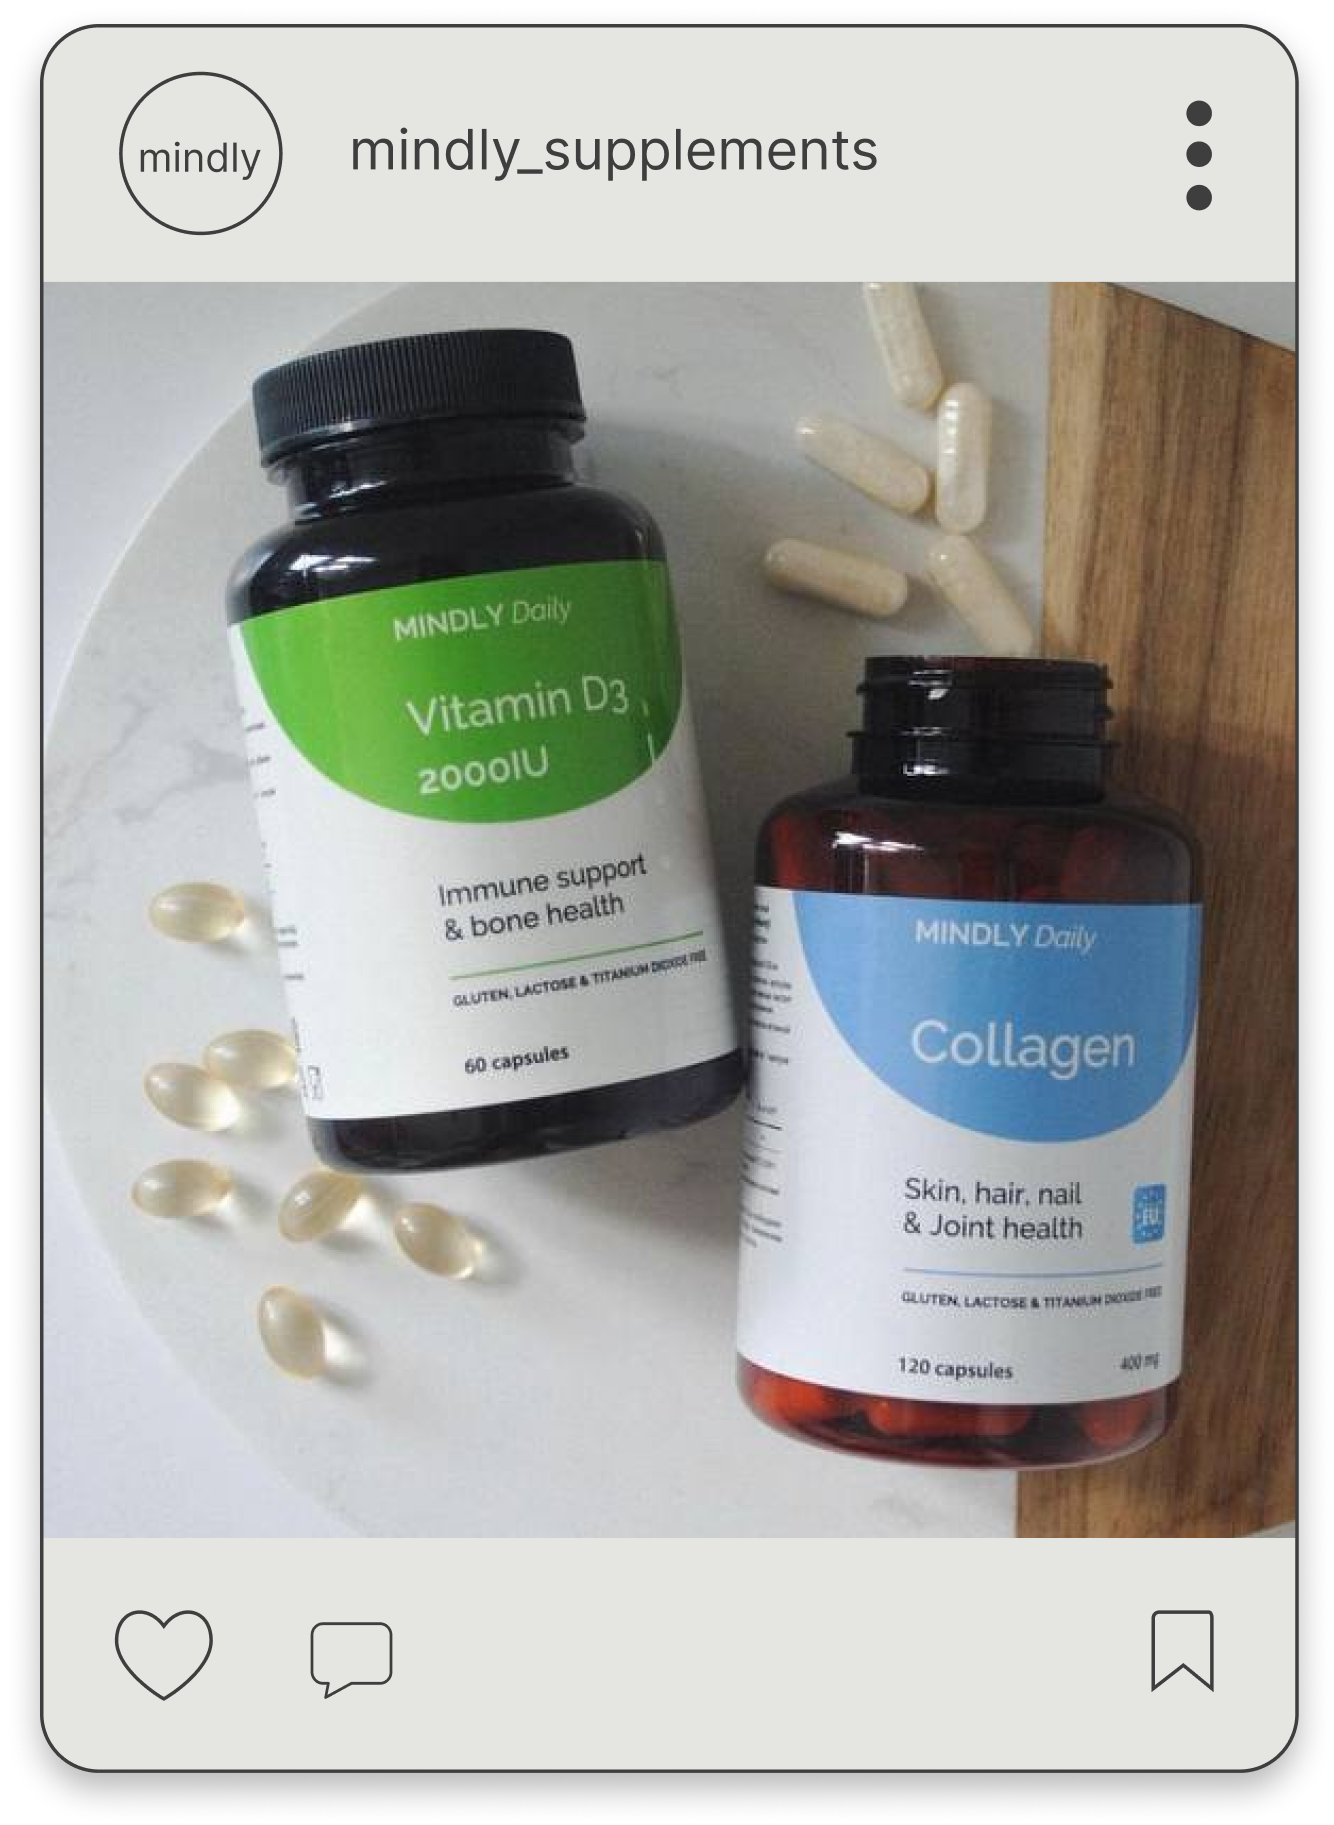 mindly
mindly_supplements
MINDLY Daily
Vitamin D3
2000IU
Immune support
& bone health
GLUTEN, LACTOSE & TITANIUM DIOXIDE FREE
60 capsules
MINDLY Daily
Collagen
Skin, hair, nail
& Joint health
EU
GLUTEN, LACTOSE & TITANIUM DIOXIDE FREE
120 capsules
400 mg